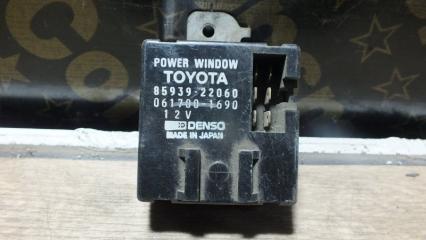 POWER WINDOW
TOYOTA
85939-22060
061700-1690
12V
DENSO
MADE IN JAPAN